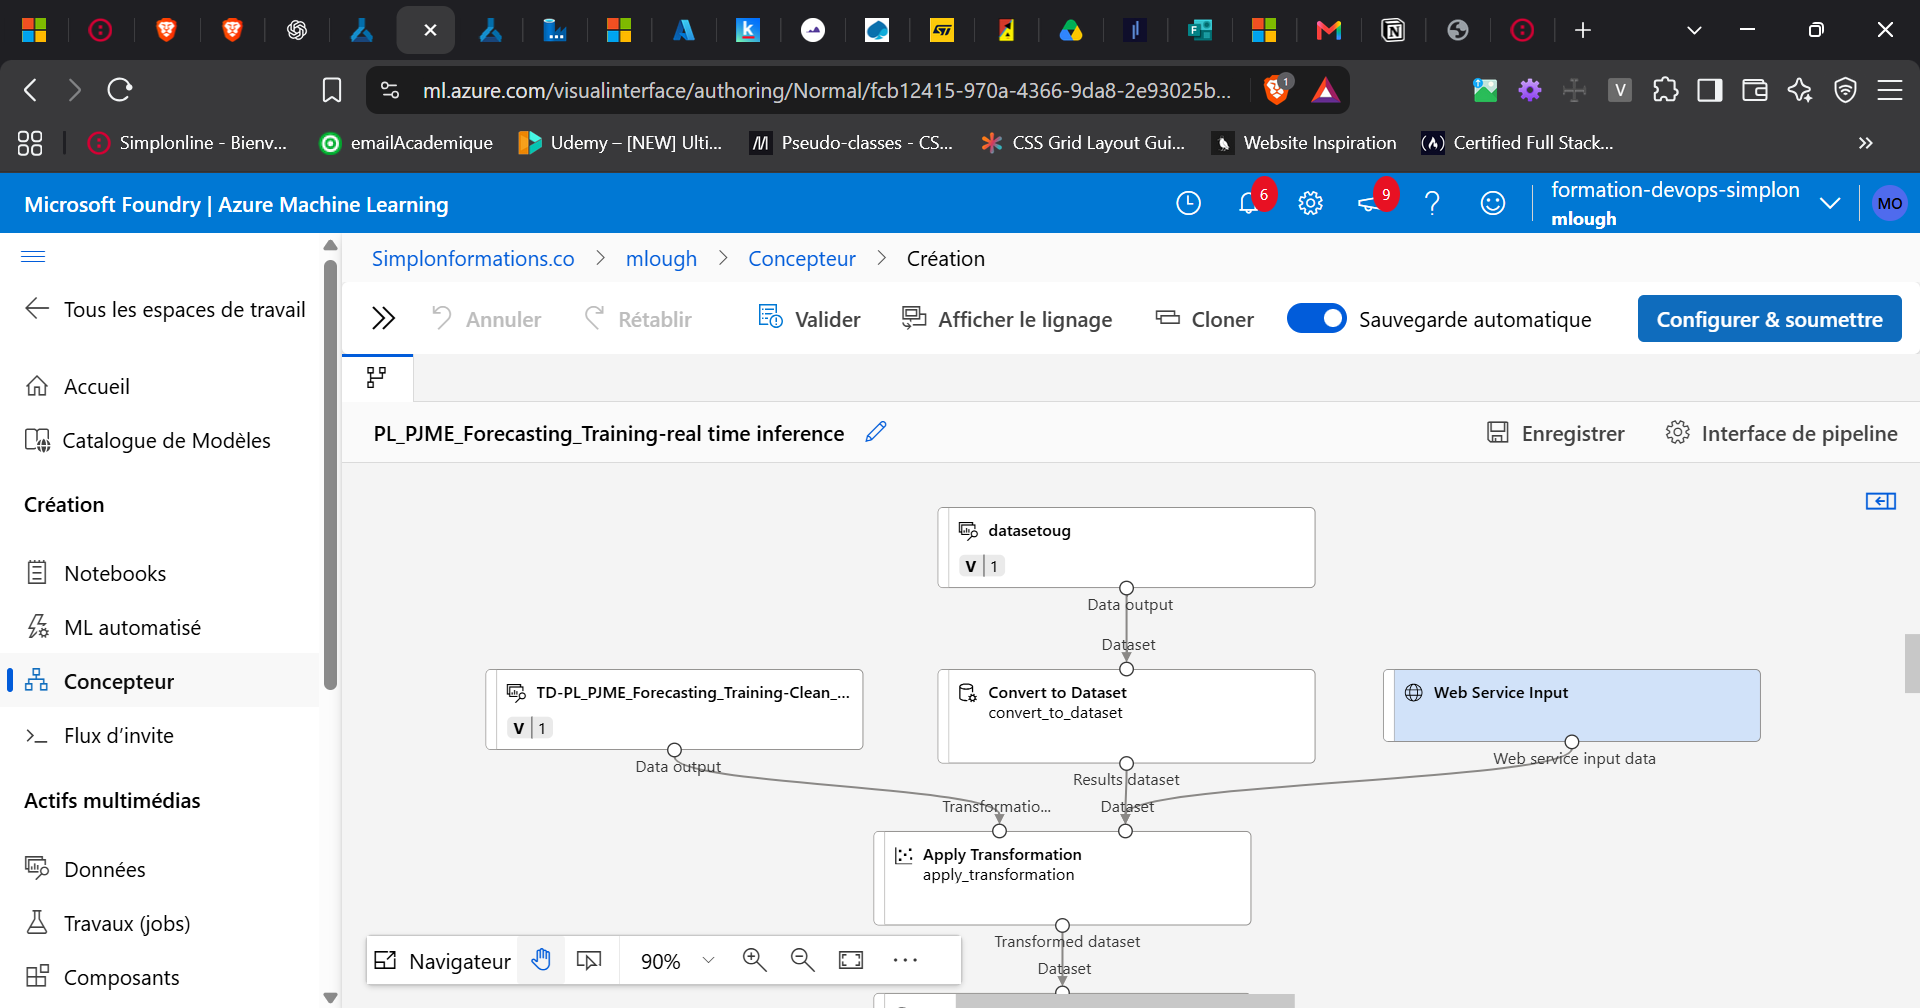 ml.azure.com/visualinterface/authoring/Normal/fcb12415-970a-4366-9da8-2e93025b...
1
V
Simplonline - Bienv...
emailAcademique
Udemy – [NEW] Ulti...
Pseudo-classes - CS...
CSS Grid Layout Gui...
Website Inspiration
Certified Full Stack...
Microsoft Foundry | Azure Machine Learning
6
9
formation-devops-simplon
mlough
MO
Tous les espaces de travail
Accueil
Catalogue de Modèles
Création
Notebooks
ML automatisé
Concepteur
Flux d’invite
Actifs multimédias
Données
Travaux (jobs)
Composants
Simplonformations.co > mlough > Concepteur > Création
Annuler
Rétablir
Valider
Afficher le lignage
Cloner
Sauvegarde automatique
Configurer & soumettre
PL_PJME_Forecasting_Training-real time inference
Enregistrer
Interface de pipeline
datasetoug
V | 1
Data output
Dataset
TD-PL_PJME_Forecasting_Training-Clean_...
V | 1
Data output
Convert to Dataset
convert_to_dataset
Results dataset
Web Service Input
Web service input data
Transformatio...
Dataset
Apply Transformation
apply_transformation
Transformed dataset
Dataset
Navigateur
90%